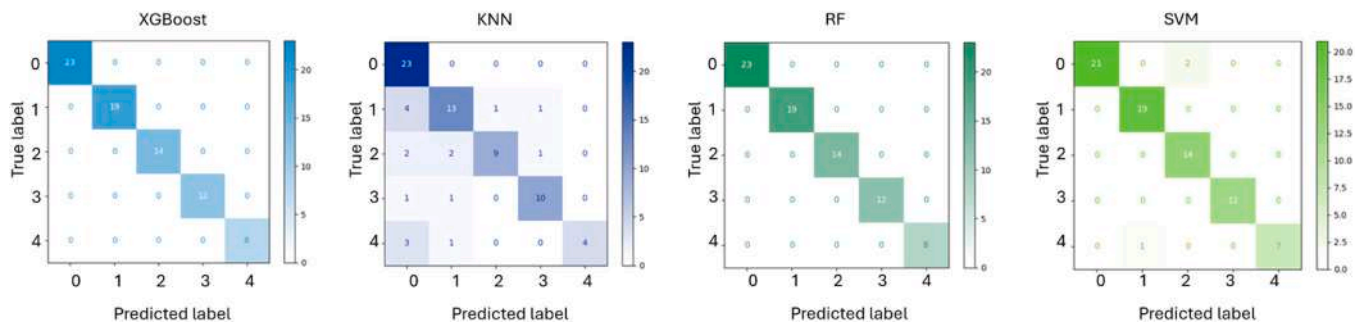 XGBoost
True label
0 23 0 0 0 0 20
1 0 19 0 0 0 15
2 0 0 14 0 0 10
3 0 0 0 12 0 5
4 0 0 0 0 8 0
0 1 2 3 4
Predicted label
KNN
True label
0 23 0 0 0 0 20
1 4 13 1 1 0 15
2 2 2 9 1 0 10
3 1 1 0 10 0 5
4 3 1 0 0 4 0
0 1 2 3 4
Predicted label
RF
True label
0 23 0 0 0 0 20
1 0 19 0 0 0 15
2 0 0 14 0 0 10
3 0 0 0 12 0 5
4 0 0 0 0 8 0
0 1 2 3 4
Predicted label
SVM
True label
0 21 0 2 0 0 20.0
17.5
1 0 19 0 0 0 15.0
12.5
2 0 0 14 0 0 10.0
3 0 0 0 12 0 7.5
5.0
4 0 1 0 0 7 2.5
0.0
0 1 2 3 4
Predicted label